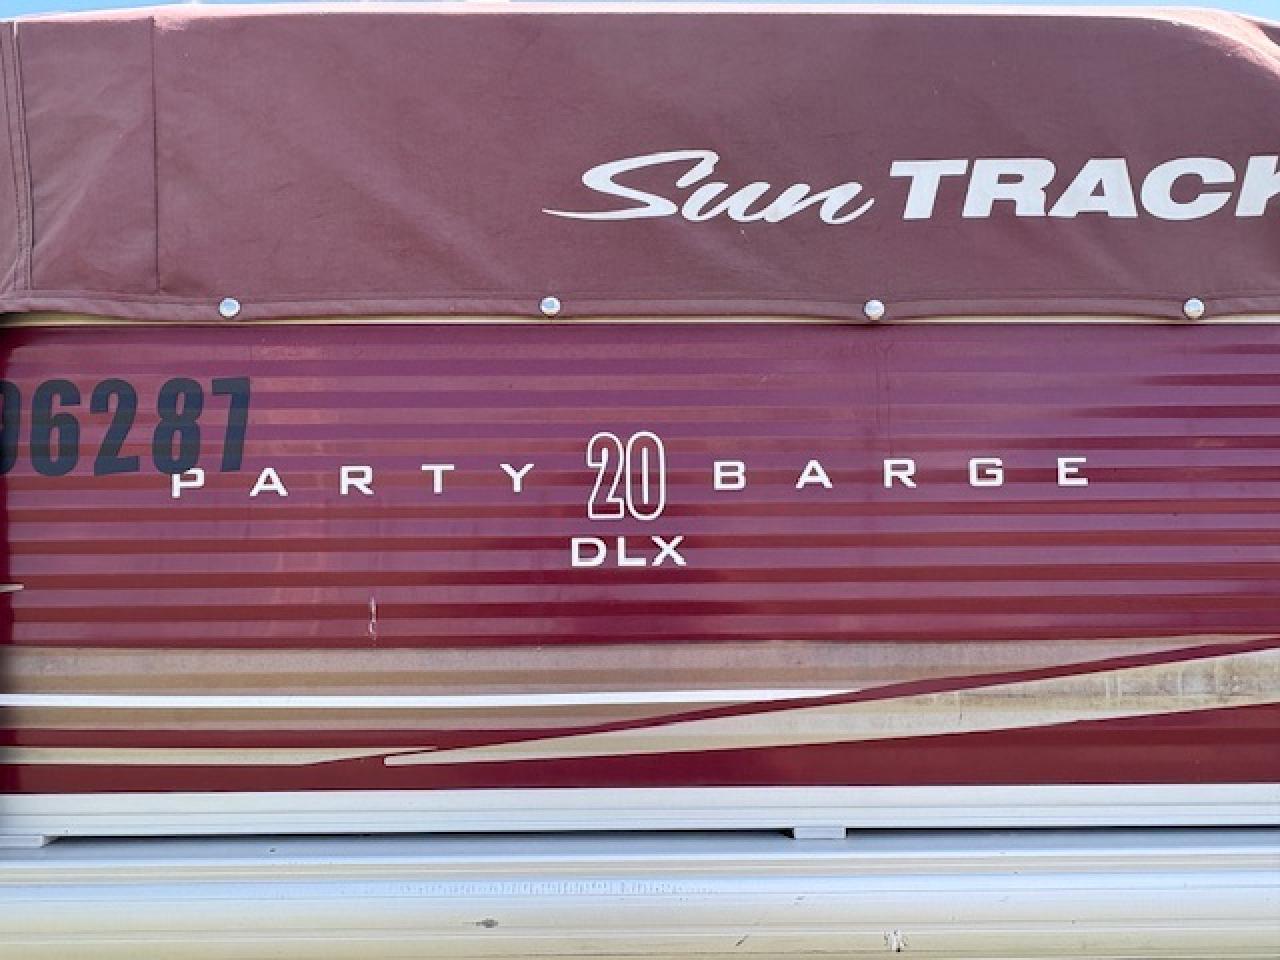 Sun TRACK
96287
PARTY 20 BARGE
DLX